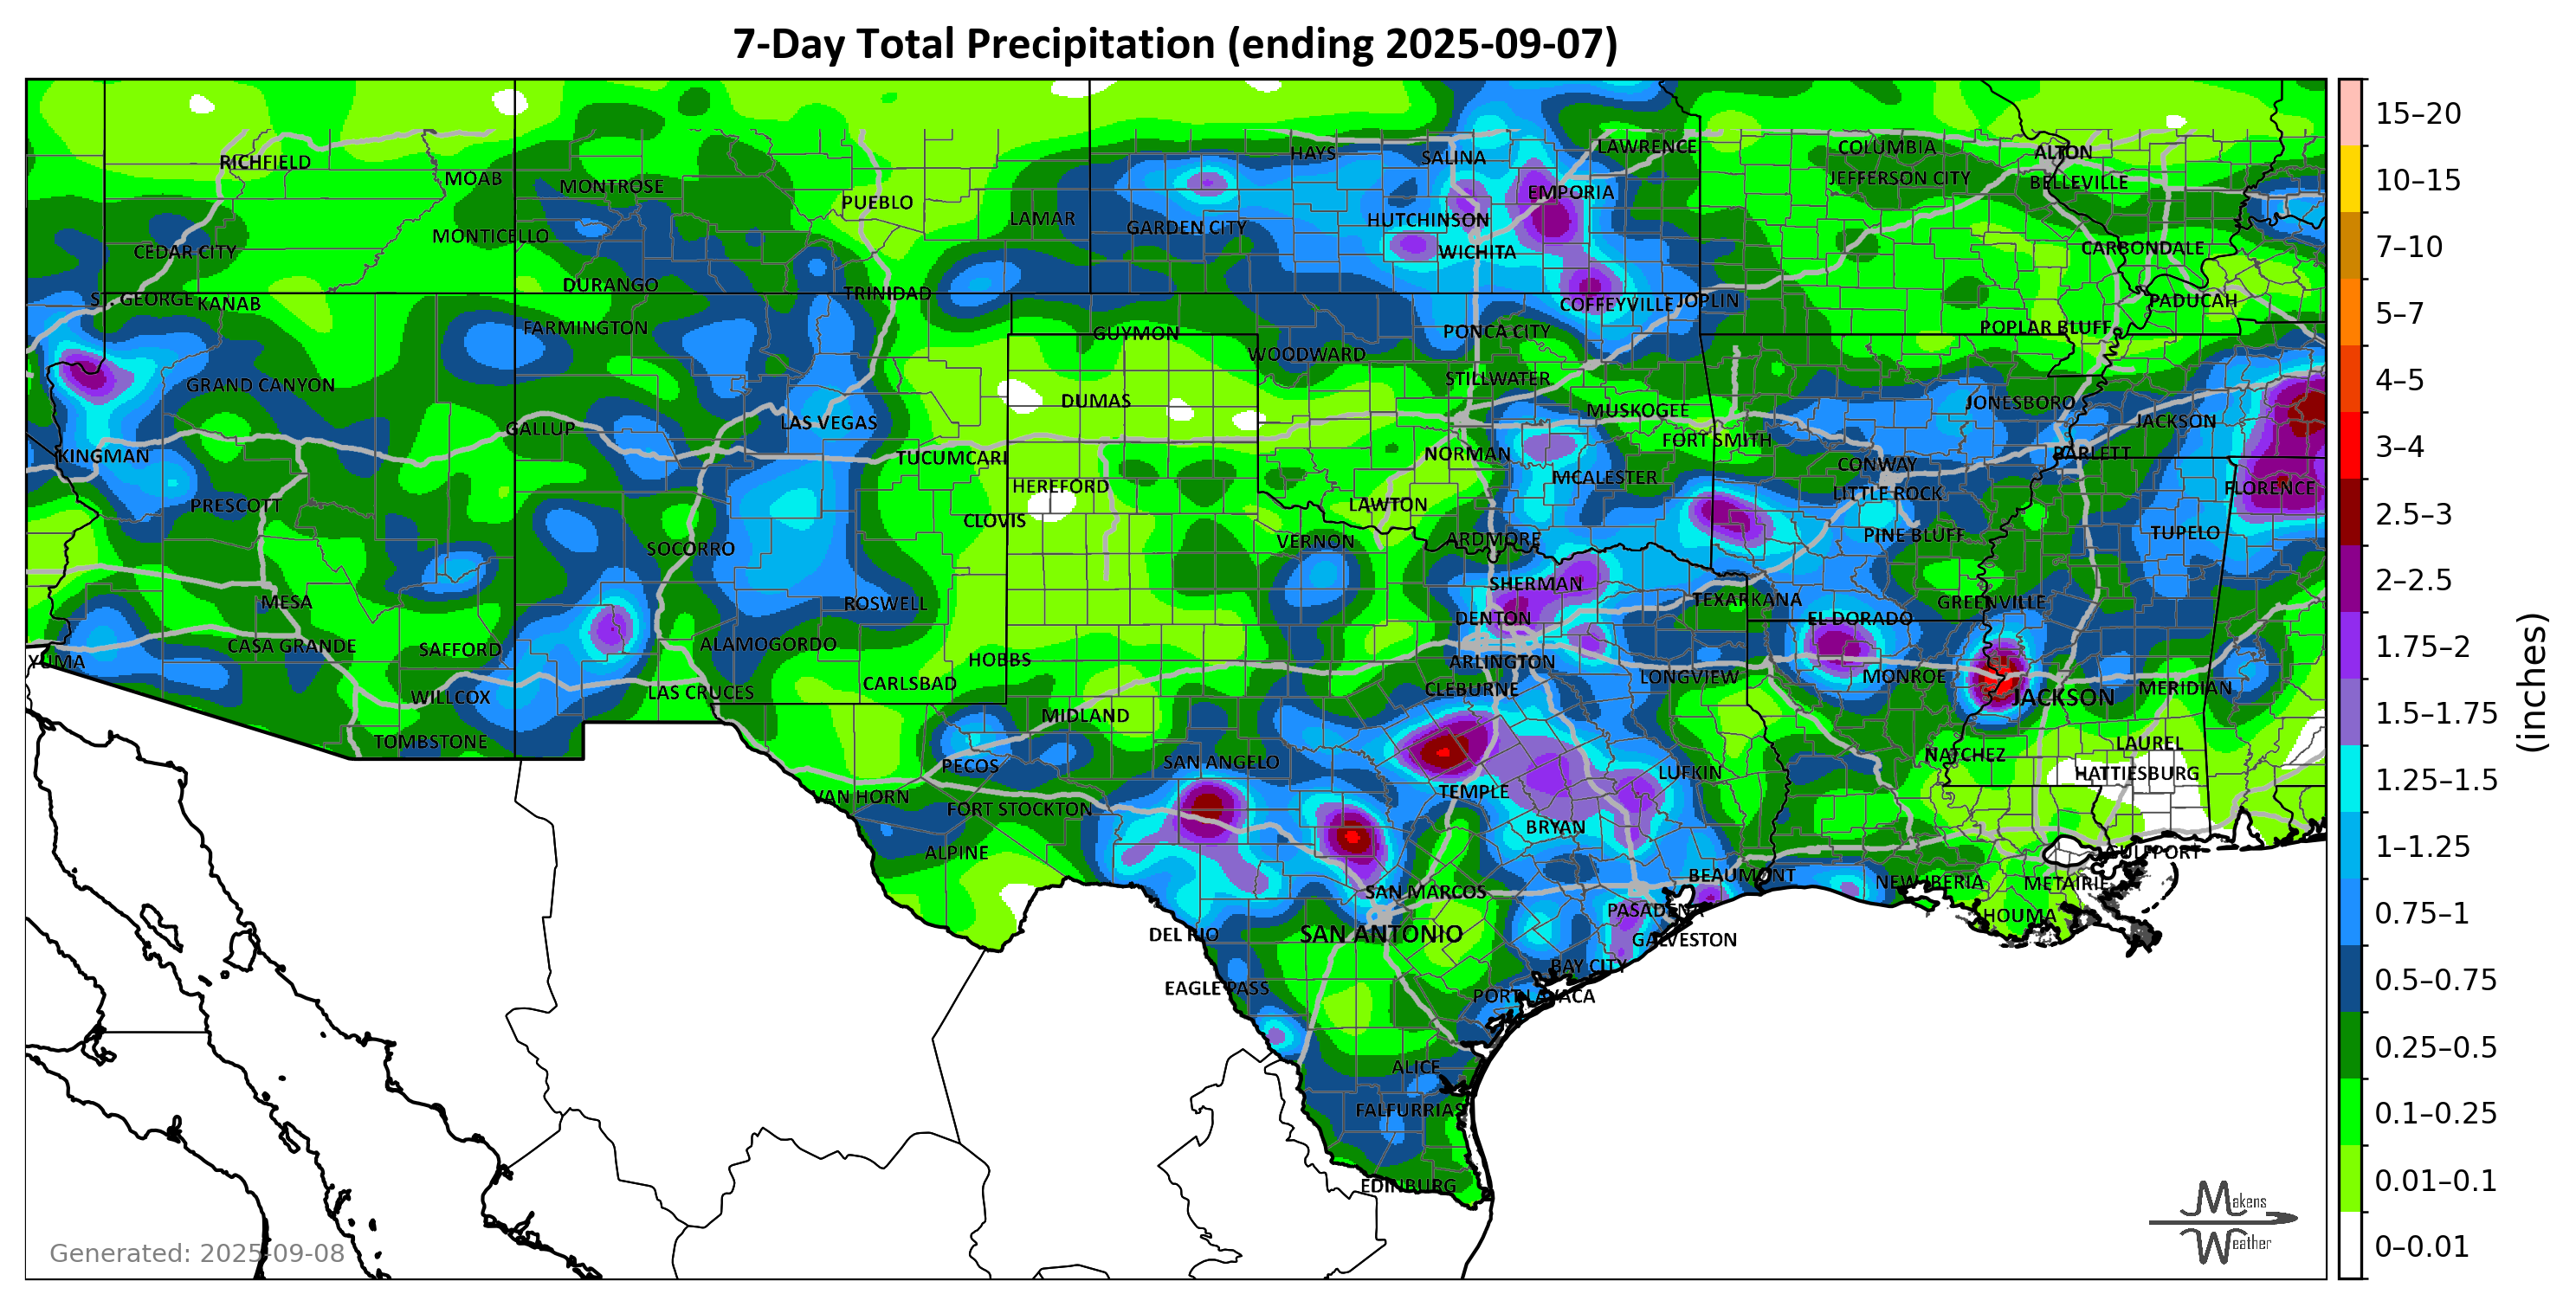 7-Day Total Precipitation (ending 2025-09-07)
RICHFIELD
MOAB
MONTROSE
PUEBLO
LAMAR
HAYS
SALINA
LAWRENCE
COLUMBIA
ALTON
JEFFERSON CITY
BELLEVILLE
EMPORIA
GARDEN CITY
HUTCHINSON
WICHITA
MONTICELLO
CEDAR CITY
CARBONDALE
DURANGO
TRINIDAD
ST. GEORGE
KANAB
COFFEYVILLE
JOPLIN
PADUCAH
FARMINGTON
GUYMON
PONCA CITY
POPLAR BLUFF
WOODWARD
GRAND CANYON
STILLWATER
DUMAS
MUSKOGEE
JONESBORO
JACKSON
GALLUP
LAS VEGAS
FORT SMITH
KINGMAN
TUCUMCARI
NORMAN
CONWAY
BARLETT
HEREFORD
MCALESTER
LITTLE ROCK
FLORENCE
PRESCOTT
CLOVIS
LAWTON
SOCORRO
VERNON
ARDMORE
PINE BLUFF
TUPELO
MESA
ROSWELL
SHERMAN
TEXARKANA
GREENVILLE
DENTON
EL DORADO
YUMA
CASA GRANDE
SAFFORD
ALAMOGORDO
HOBBS
ARLINGTON
LONGVIEW
MONROE
WILLCOX
LAS CRUCES
CARLSBAD
CLEBURNE
JACKSON
MERIDIAN
MIDLAND
TOMBSTONE
PECOS
SAN ANGELO
LUFKIN
NATCHEZ
LAUREL
HATTIESBURG
VAN HORN
FORT STOCKTON
TEMPLE
BRYAN
ALPINE
GULFPORT
SAN MARCOS
BEAUMONT
NEW IBERIA
METAIRIE
PASADENA
HOUMA
DEL RIO
SAN ANTONIO
GALVESTON
BAY CITY
EAGLE PASS
PORT LAVACA
ALICE
FALFURRIAS
EDINBURG
15–20
10–15
7–10
5–7
4–5
3–4
2.5–3
2–2.5
1.75–2
1.5–1.75
1.25–1.5
1–1.25
0.75–1
0.5–0.75
0.25–0.5
0.1–0.25
0.01–0.1
0–0.01
(inches)
Generated: 2025-09-08
Makens
Weather